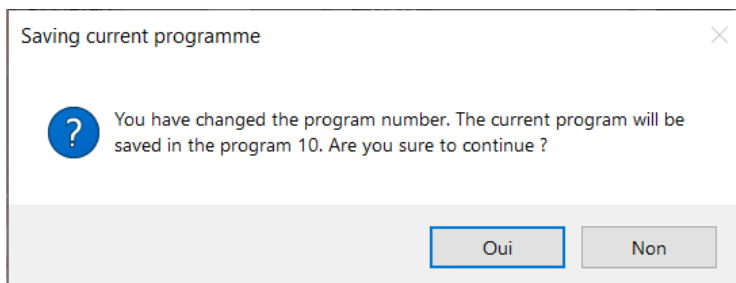 Saving current programme
You have changed the program number. The current program will be
saved in the program 10. Are you sure to continue ?
Oui
Non